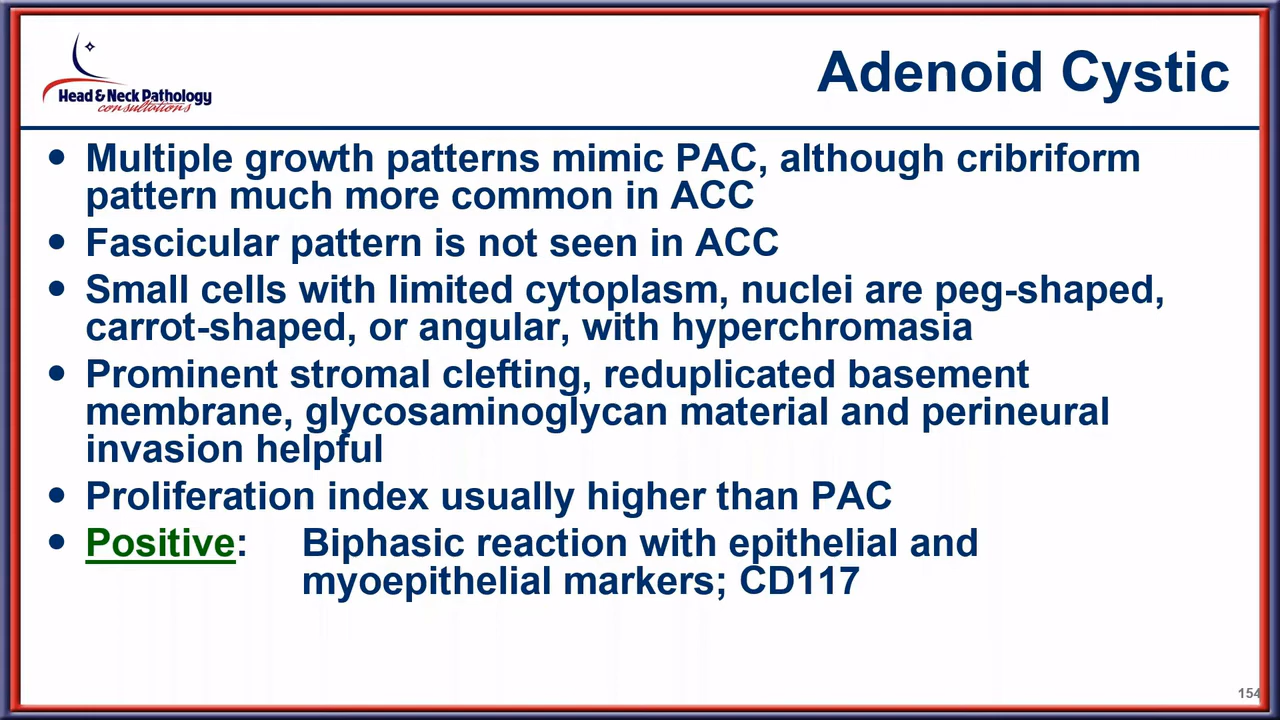 Head & Neck Pathology
consultations
Adenoid Cystic
• Multiple growth patterns mimic PAC, although cribriform
pattern much more common in ACC
• Fascicular pattern is not seen in ACC
• Small cells with limited cytoplasm, nuclei are peg-shaped,
carrot-shaped, or angular, with hyperchromasia
• Prominent stromal clefting, reduplicated basement
membrane, glycosaminoglycan material and perineural
invasion helpful
• Proliferation index usually higher than PAC
• Positive: Biphasic reaction with epithelial and
myoepithelial markers; CD117
154